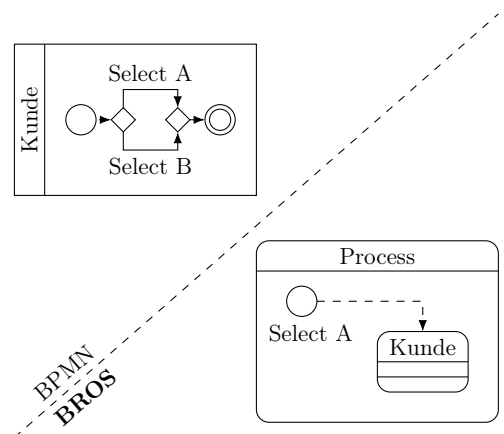 Select A
Kunde
Select B
Process
Select A
Kunde
BPMN
BROS